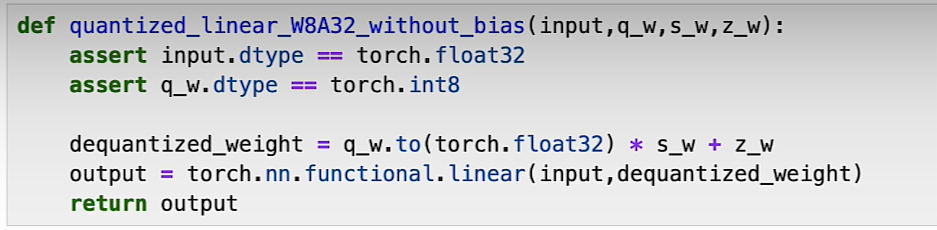 def quantized_linear_W8A32_without_bias(input,q_w,s_w,z_w):
    assert input.dtype == torch.float32
    assert q_w.dtype == torch.int8

    dequantized_weight = q_w.to(torch.float32) * s_w + z_w
    output = torch.nn.functional.linear(input,dequantized_weight)
    return output